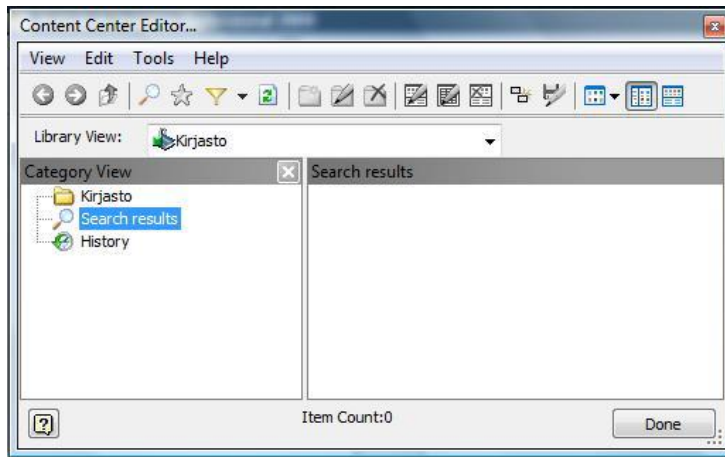 Content Center Editor...
View Edit Tools Help
Library View: Kirjasto
Category View
Search results
Kirjasto
Search results
History
Item Count:0
Done